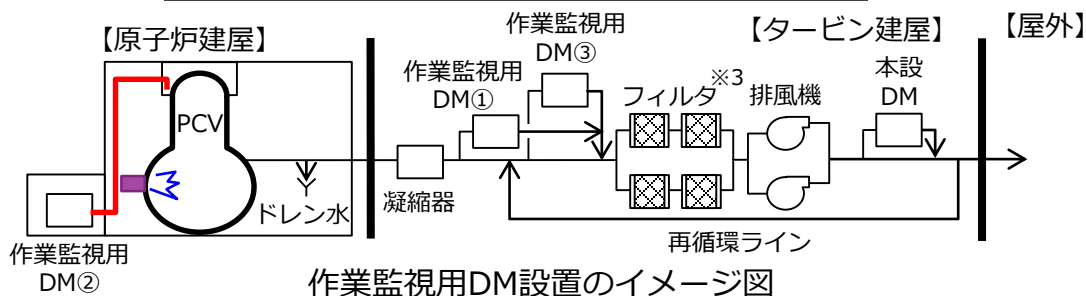 【原子炉建屋】
作業監視用
DM③
【タービン建屋】
【屋外】
作業監視用
DM①
フィルタ※3
排風機
本設
DM
PCV
ドレン水
凝縮器
再循環ライン
作業監視用
DM②
作業監視用DM設置のイメージ図